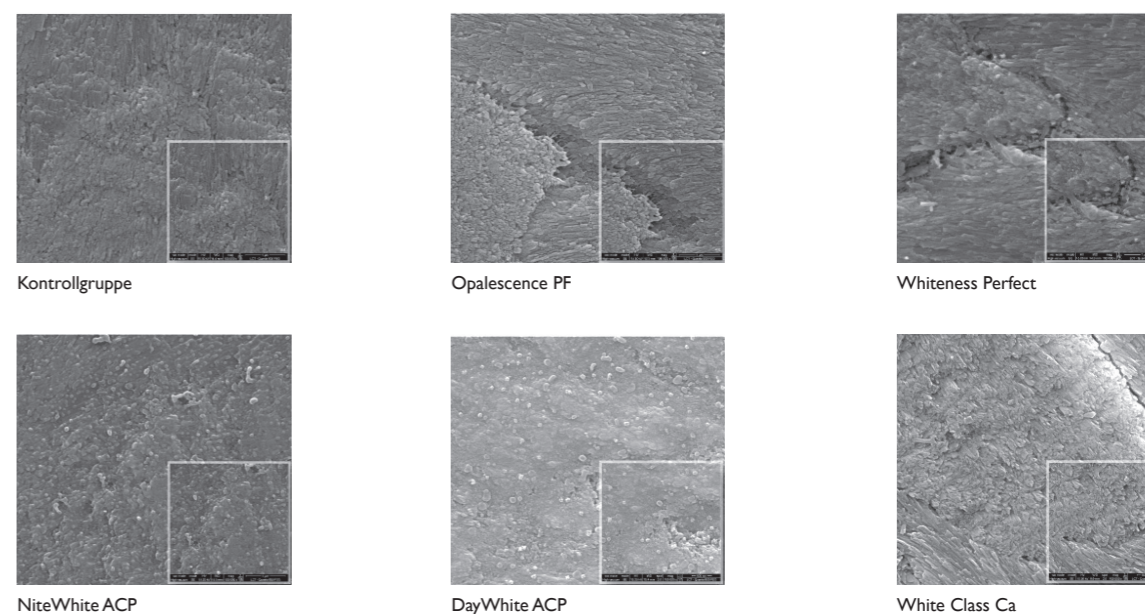 Kontrollgruppe
Opalescence PF
Whiteness Perfect
NiteWhite ACP
DayWhite ACP
White Class Ca